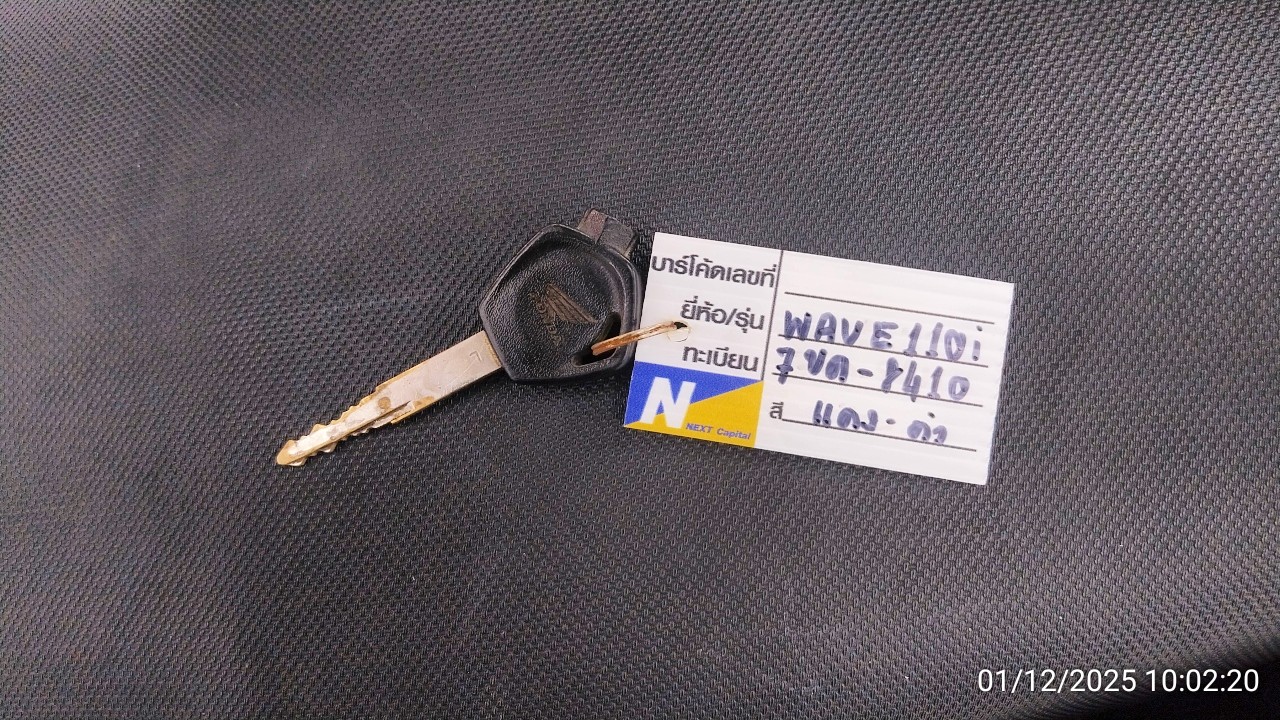 บาร์โค้ดเลขที่
ยี่ห้อ/รุ่น WAVE110i
ทะเบียน 7ขค-8410
สี แดง-ดำ
N
NEXT Capital
01/12/2025 10:02:20